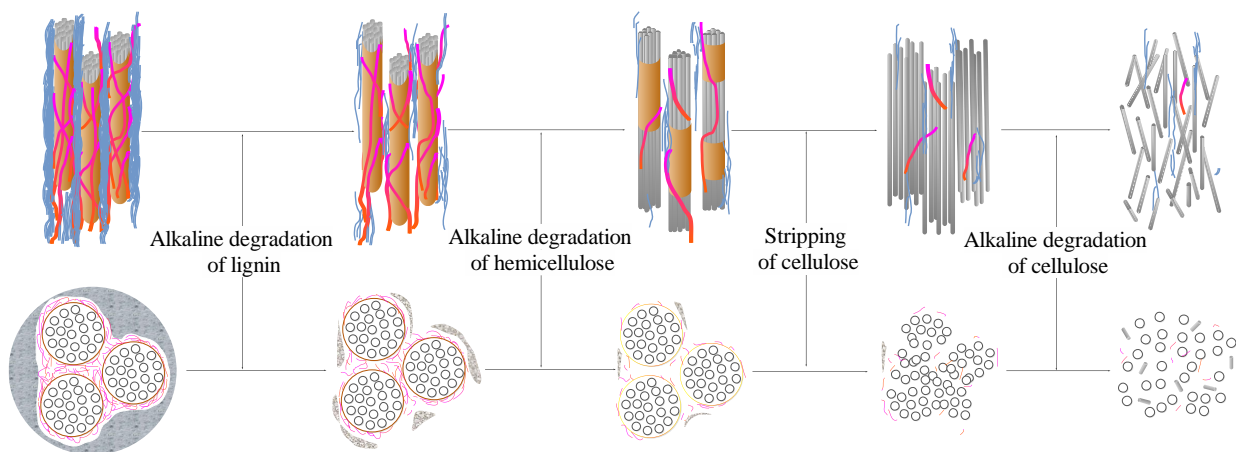 Alkaline degradation
of lignin
Alkaline degradation
of hemicellulose
Stripping
of cellulose
Alkaline degradation
of cellulose